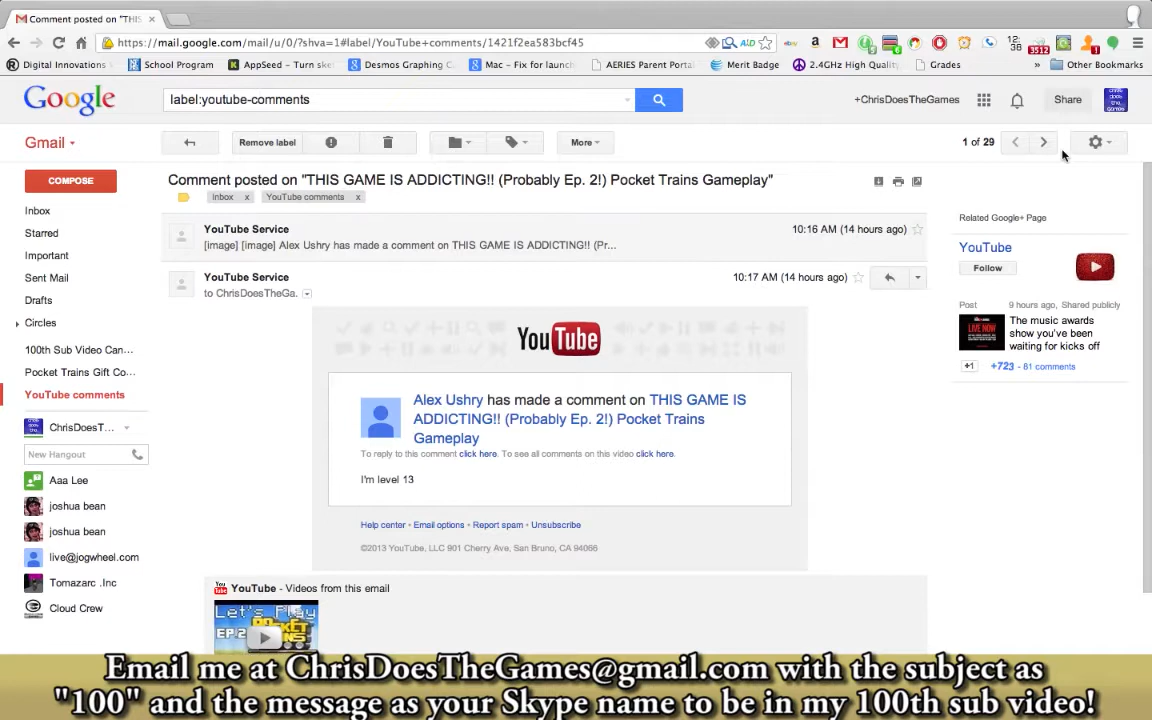 Comment posted on "THIS
https://mail.google.com/mail/u/0/?shva=1#label/YouTube+comments/1421f2ea583bcf45
12:38
3512
Digital Innovations
School Program
AppSeed - Turn ske
Desmos Graphing C
Mac - Fix for launch
AERIES Parent Portal
Merit Badge
2.4GHz High Quality
Grades
»
Other Bookmarks
Google
label:youtube-comments
+ChrisDoesTheGames
Share
Gmail
Remove label
More
1 of 29
COMPOSE
Comment posted on "THIS GAME IS ADDICTING!! (Probably Ep. 2!) Pocket Trains Gameplay"
Inbox x YouTube comments x
Inbox
Starred
Important
Sent Mail
Drafts
Circles
100th Sub Video Can...
Pocket Trains Gift Co...
YouTube comments
ChrisDoesT...
New Hangout
Aaa Lee
joshua bean
joshua bean
live@jogwheel.com
Tomazarc .Inc
Cloud Crew
YouTube Service
10:16 AM (14 hours ago)
[image] [image] Alex Ushry has made a comment on THIS GAME IS ADDICTING!! (Pr...
YouTube Service
10:17 AM (14 hours ago)
to ChrisDoesTheGa.
YouTube
Alex Ushry has made a comment on THIS GAME IS
ADDICTING!! (Probably Ep. 2!) Pocket Trains
Gameplay
To reply to this comment click here. To see all comments on this video click here.
I'm level 13
Help center • Email options • Report spam • Unsubscribe
©2013 YouTube, LLC 901 Cherry Ave, San Bruno, CA 94066
YouTube - Videos from this email
Let's Play
EP.2
Related Google+ Page
YouTube
Follow
Post
9 hours ago, Shared publicly
LIVE NOW
The music awards
show you've been
waiting for kicks off
+1
+723 - 81 comments
Email me at ChrisDoesTheGames@gmail.com with the subject as
"100" and the message as your Skype name to be in my 100th sub video!